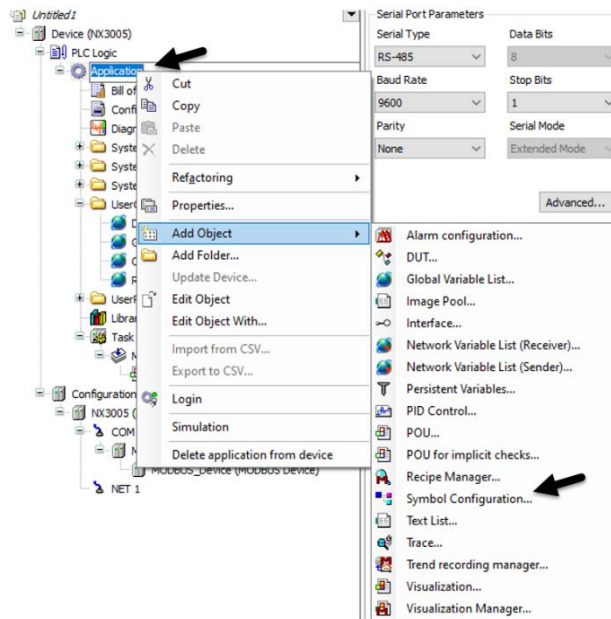 Untitled1
Device (NX3005)
PLC Logic
Application
Bill of
Confi
Diagn
Syste
Syste
Syste
User
UserF
Librar
Task
Configuration
NX3005 (
COM
MODBUS_Device (MODBUS Device)
NET 1
Cut
Copy
Paste
Delete
Refactoring
Properties...
Add Object
Add Folder...
Update Device...
Edit Object
Edit Object With...
Import from CSV...
Export to CSV...
Login
Simulation
Delete application from device
Serial Port Parameters
Serial Type
Data Bits
RS-485
8
Baud Rate
Stop Bits
9600
1
Parity
Serial Mode
None
Extended Mode
Advanced...
Alarm configuration...
DUT...
Global Variable List...
Image Pool...
Interface...
Network Variable List (Receiver)...
Network Variable List (Sender)...
Persistent Variables...
PID Control...
POU...
POU for implicit checks...
Recipe Manager...
Symbol Configuration...
Text List...
Trace...
Trend recording manager...
Visualization...
Visualization Manager...